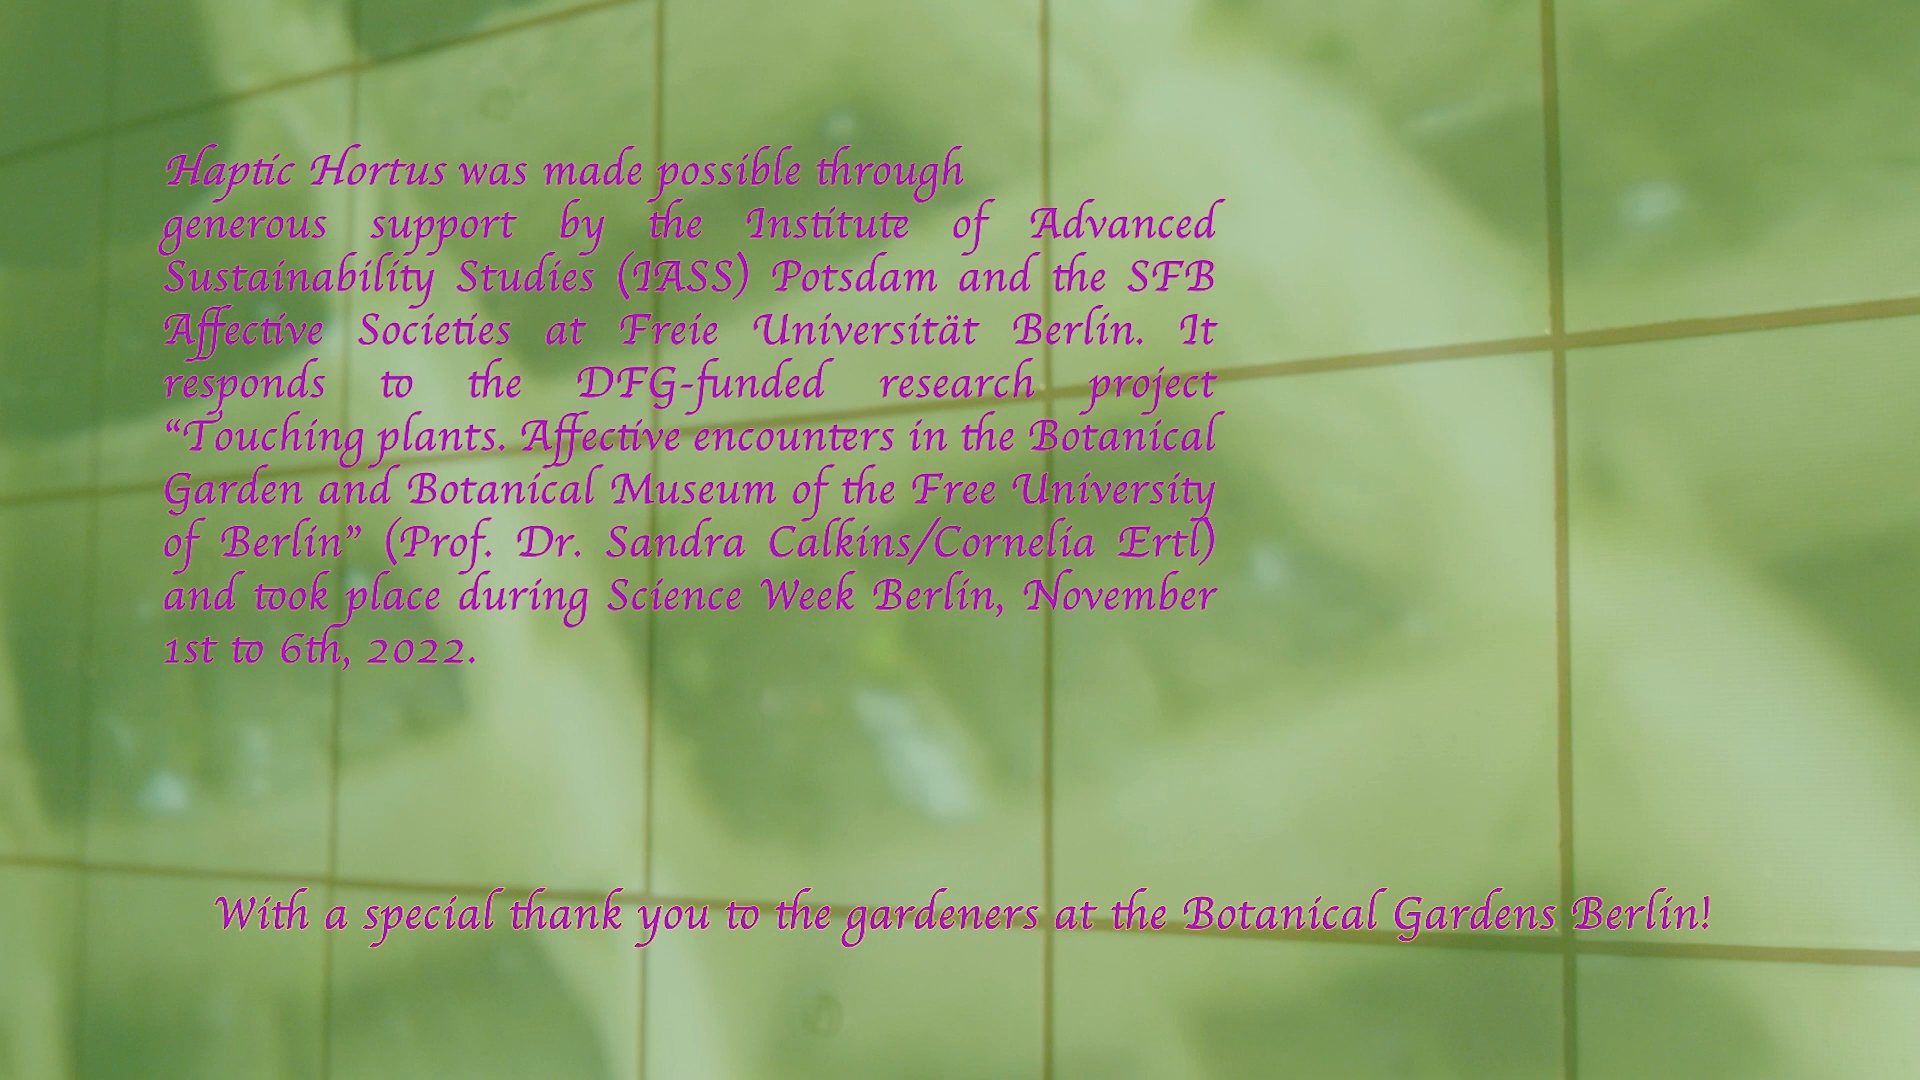 Haptic Hortus was made possible through
generous support by the Institute of Advanced
Sustainability Studies (IASS) Potsdam and the SFB
Affective Societies at Freie Universität Berlin. It
responds to the DFG-funded research project
“Touching plants. Affective encounters in the Botanical
Garden and Botanical Museum of the Free University
of Berlin” (Prof. Dr. Sandra Calkins/Cornelia Ertl)
and took place during Science Week Berlin, November
1st to 6th, 2022.
With a special thank you to the gardeners at the Botanical Gardens Berlin!